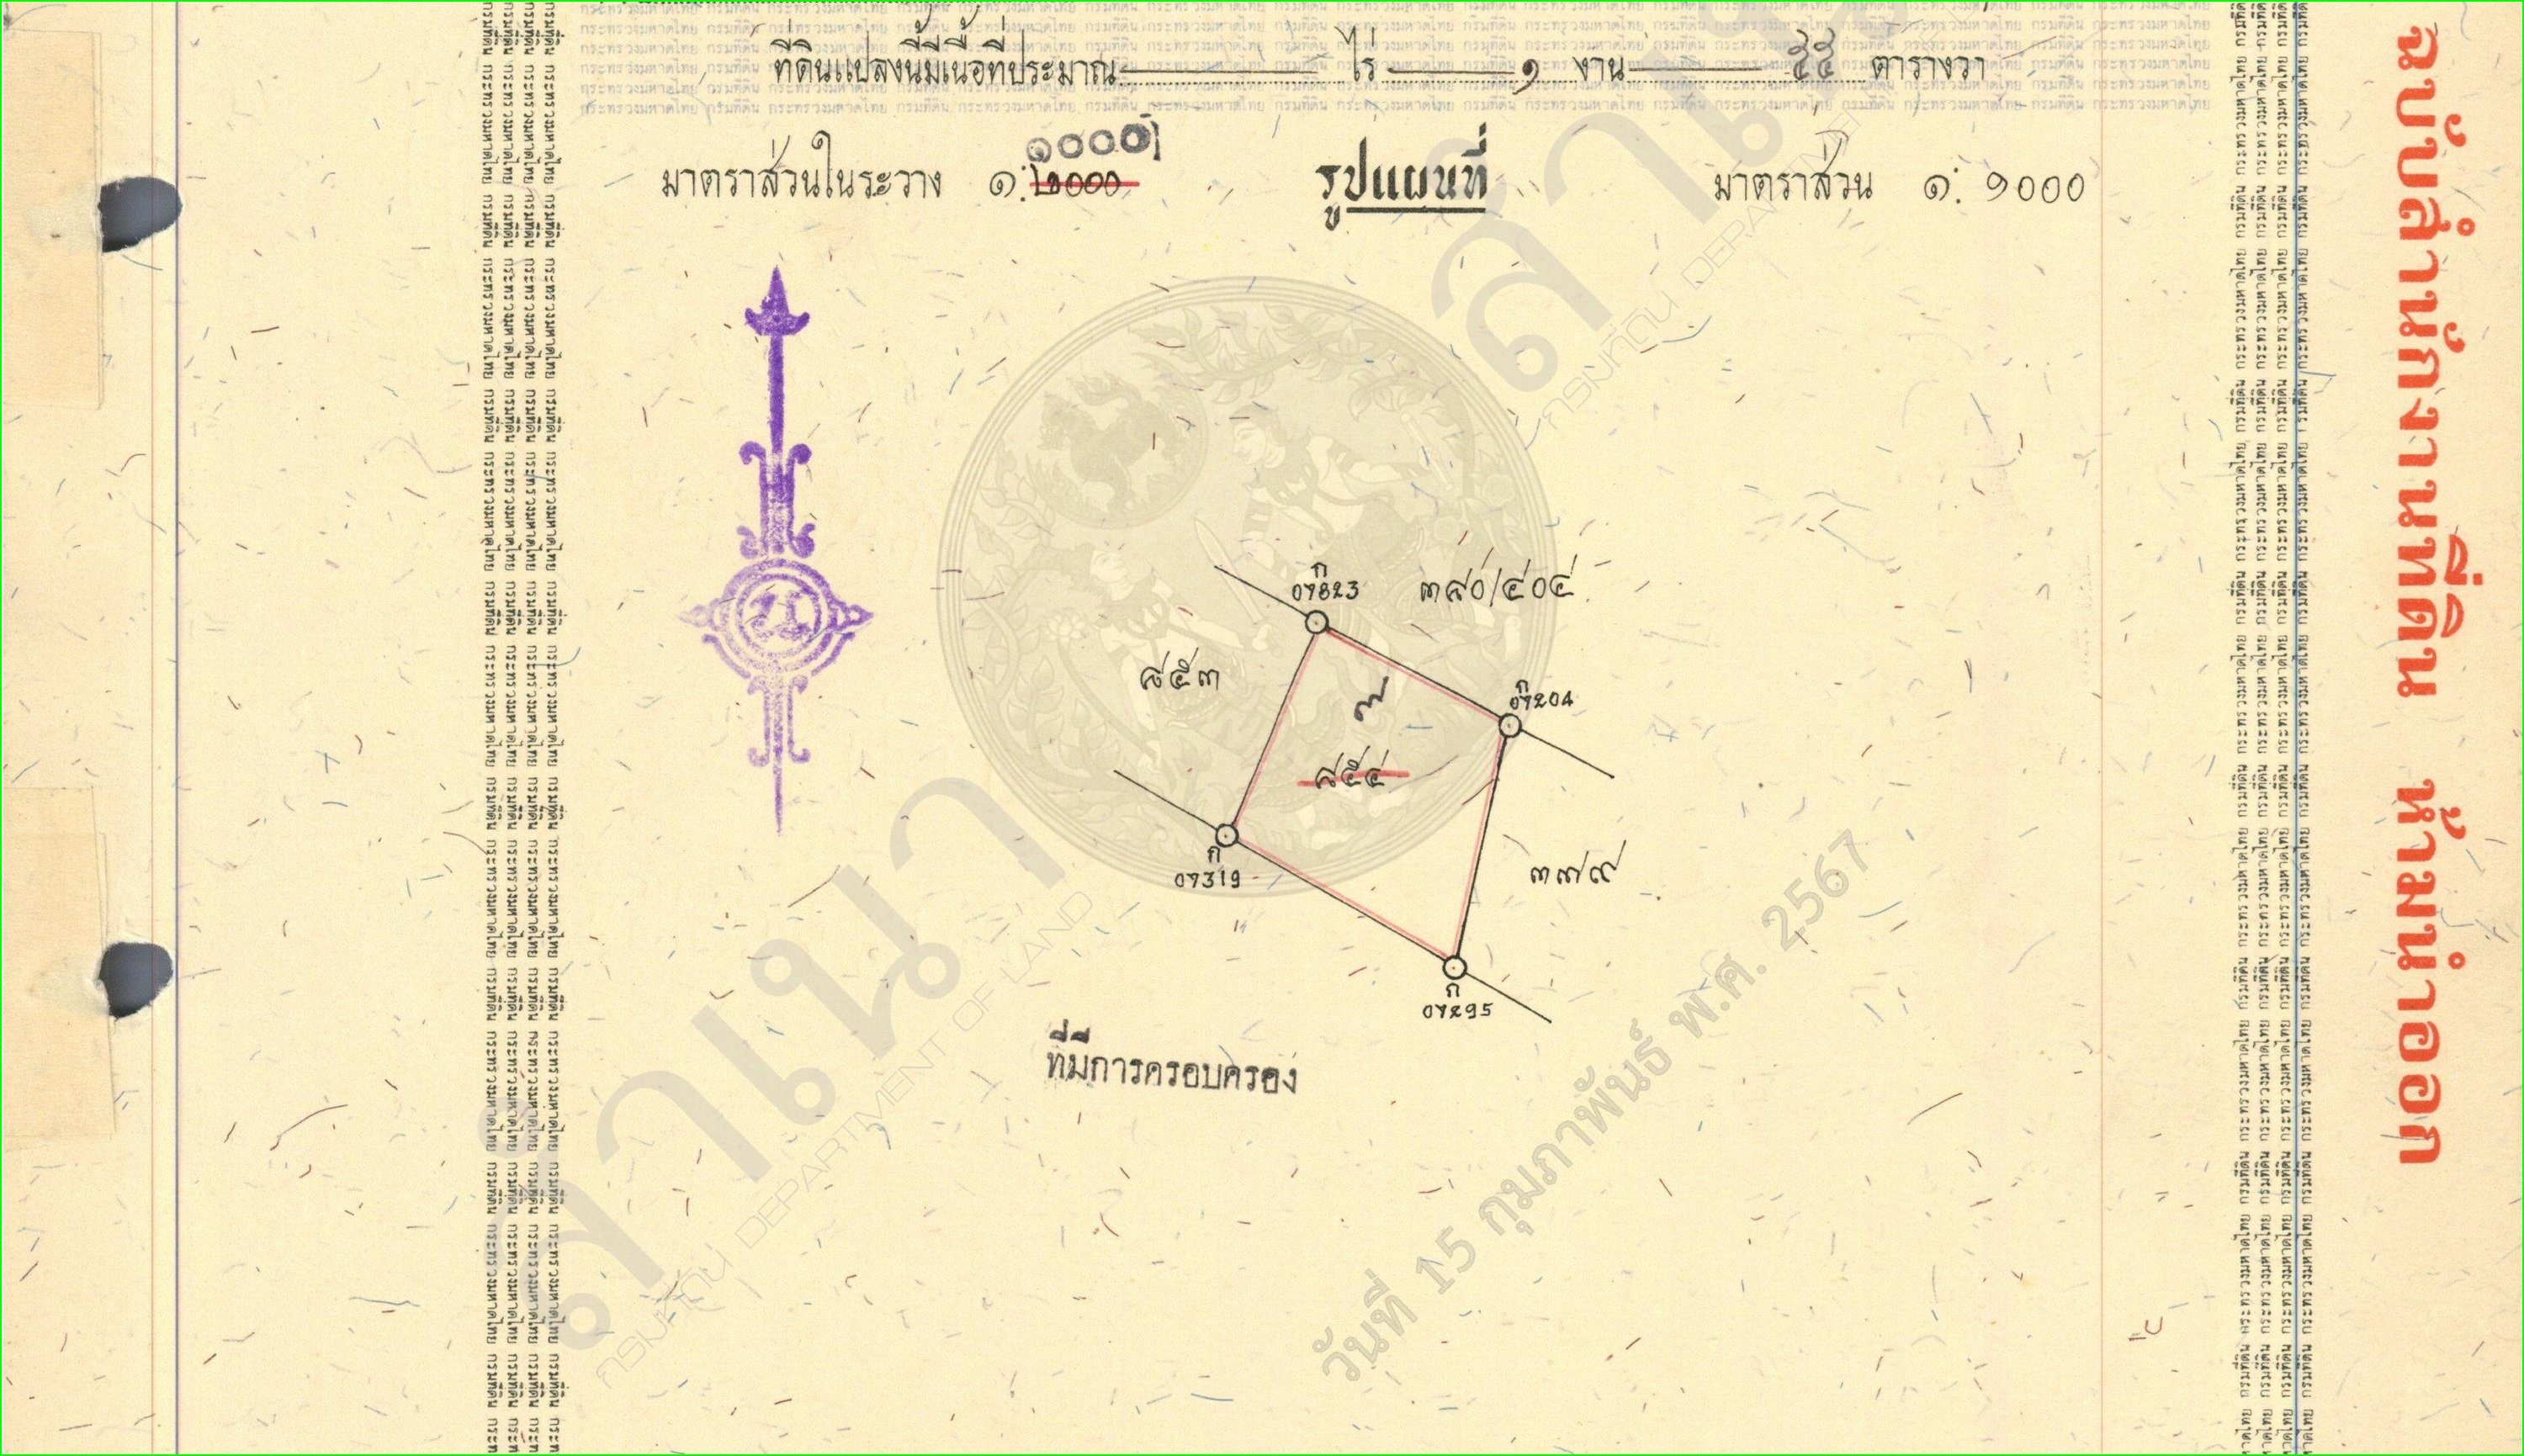 ที่ดินแปลงนี้มีเนื้อที่ประมาณ ไร่ ๑ งาน ๕๕ ตารางวา
๑๐๐๐
มาตราส่วนในระวาง ๑:๒๐๐๐ รูปแผนที่ มาตราส่วน ๑:๑๐๐๐
ก
๓๘๐/๔๐๔
ก
๘๕๓
๘๕๔
ก
07319
๓๗๙
ก
07295
ที่มีการครอบครอง
ฉบับสำนักงานที่ดิน ห้ามนำออก
สำเนา
กรมที่ดิน DEPARTMENT OF LAND
วันที่ 15 กุมภาพันธ์ พ.ศ. 2567
กรมที่ดิน กระทรวงมหาดไทย